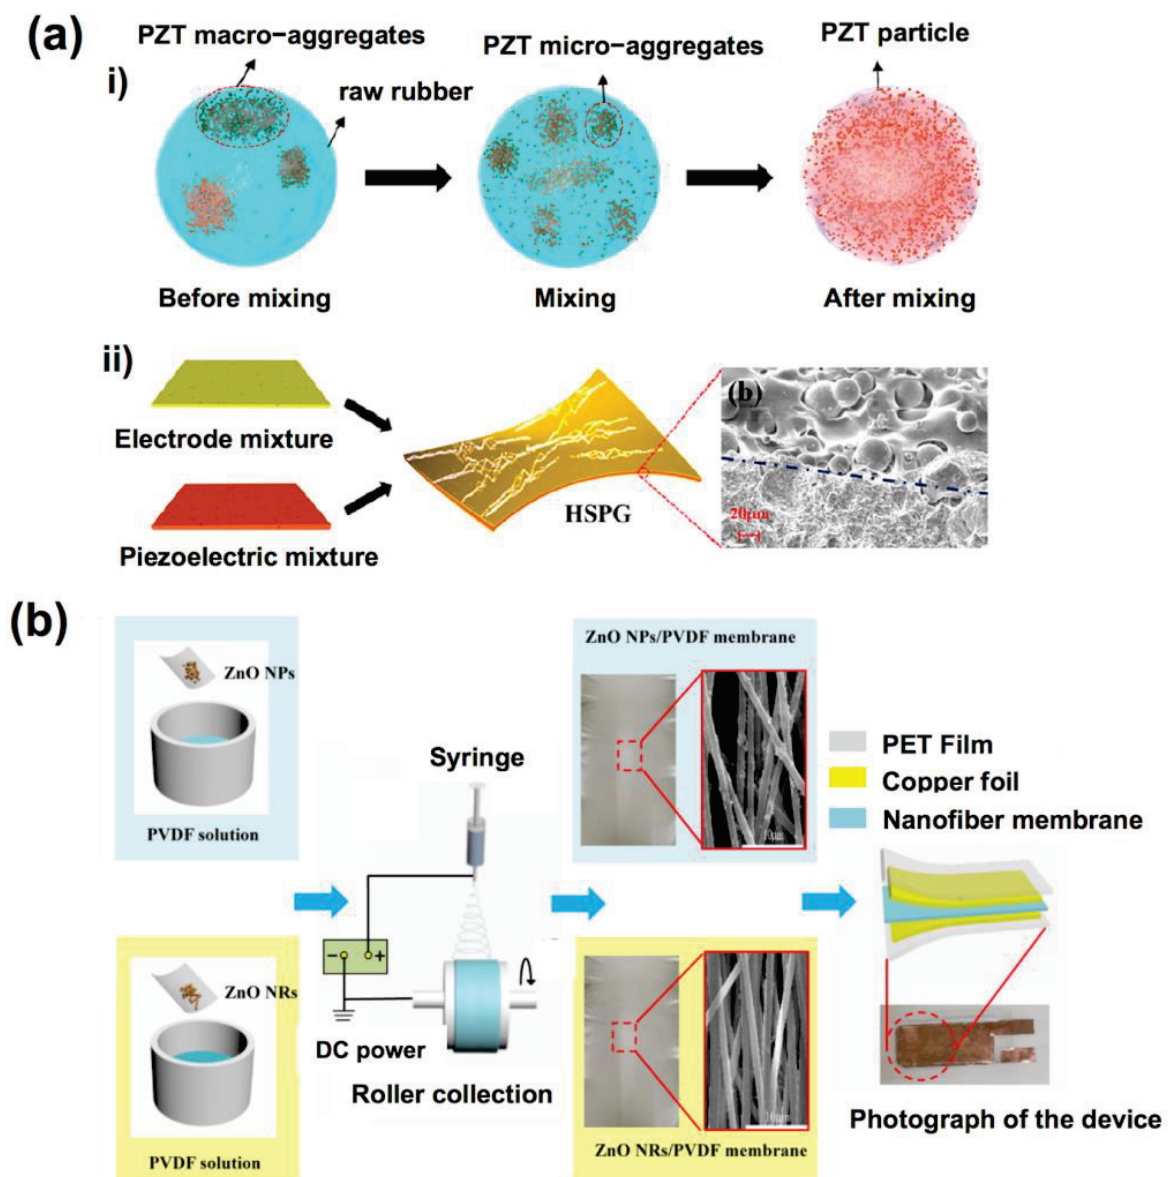 (a)
PZT macro-aggregates
PZT micro-aggregates
PZT particle
i)
raw rubber
Before mixing
Mixing
After mixing
ii)
Electrode mixture
Piezoelectric mixture
HSPG
(b)
20μm
(b)
ZnO NPs
PVDF solution
ZnO NPs/PVDF membrane
10μm
Syringe
PET Film
Copper foil
Nanofiber membrane
- +
DC power
Roller collection
ZnO NRs
PVDF solution
10μm
ZnO NRs/PVDF membrane
Photograph of the device